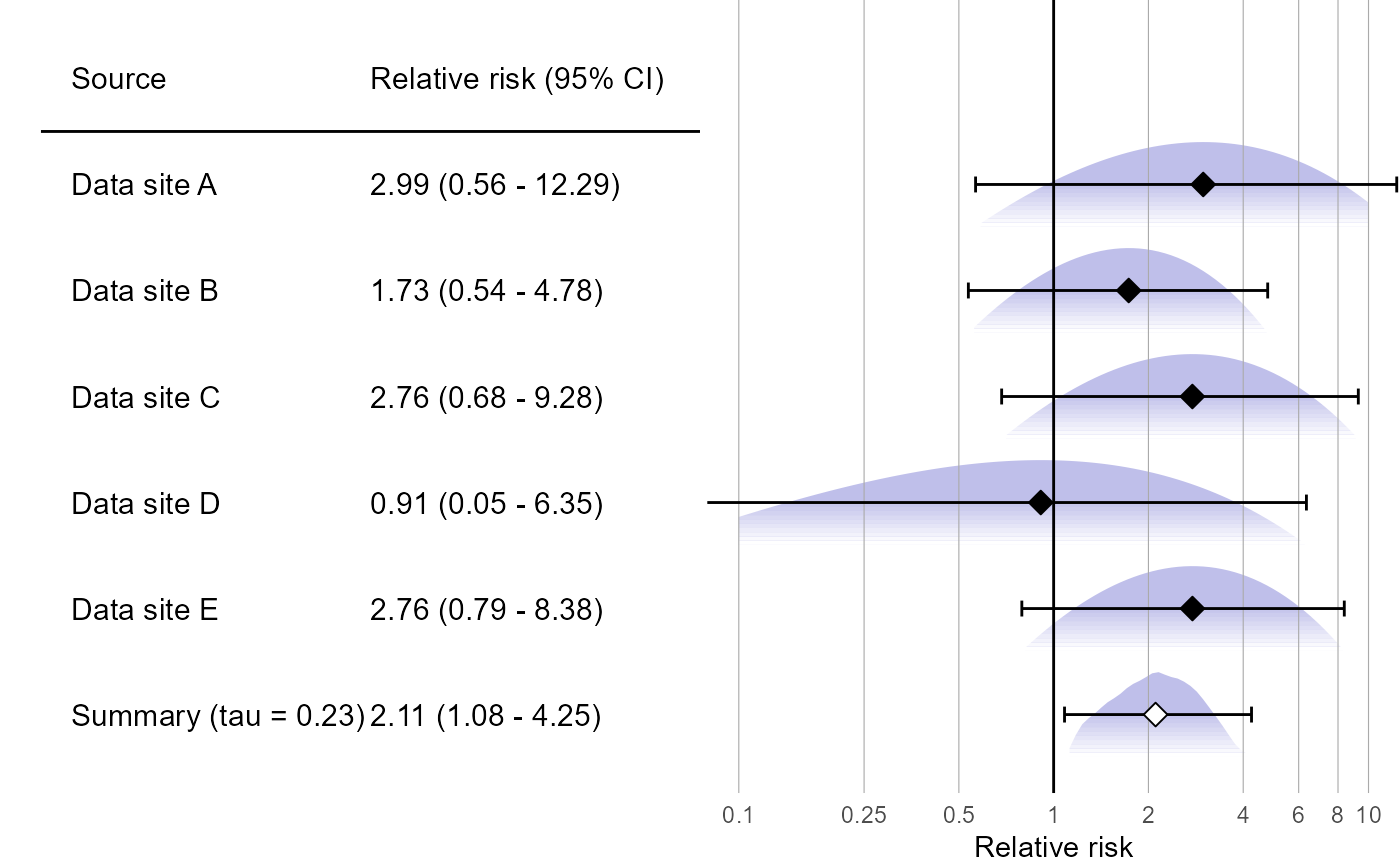 Source Relative risk (95% CI)
Data site A 2.99 (0.56 - 12.29)
Data site B 1.73 (0.54 - 4.78)
Data site C 2.76 (0.68 - 9.28)
Data site D 0.91 (0.05 - 6.35)
Data site E 2.76 (0.79 - 8.38)
Summary (tau = 0.23) 2.11 (1.08 - 4.25)
0.1 0.25 0.5 1 2 4 6 8 10
Relative risk